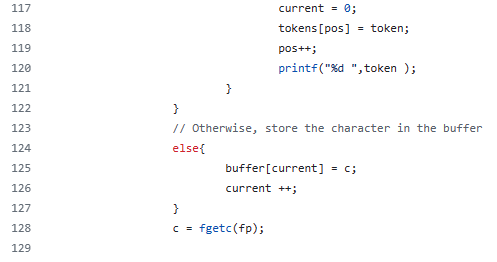 117 current = 0;
118 tokens[pos] = token;
119 pos++;
120 printf("%d ",token );
121 }
122 }
123 // Otherwise, store the character in the buffer
124 else{
125 buffer[current] = c;
126 current ++;
127 }
128 c = fgetc(fp);
129